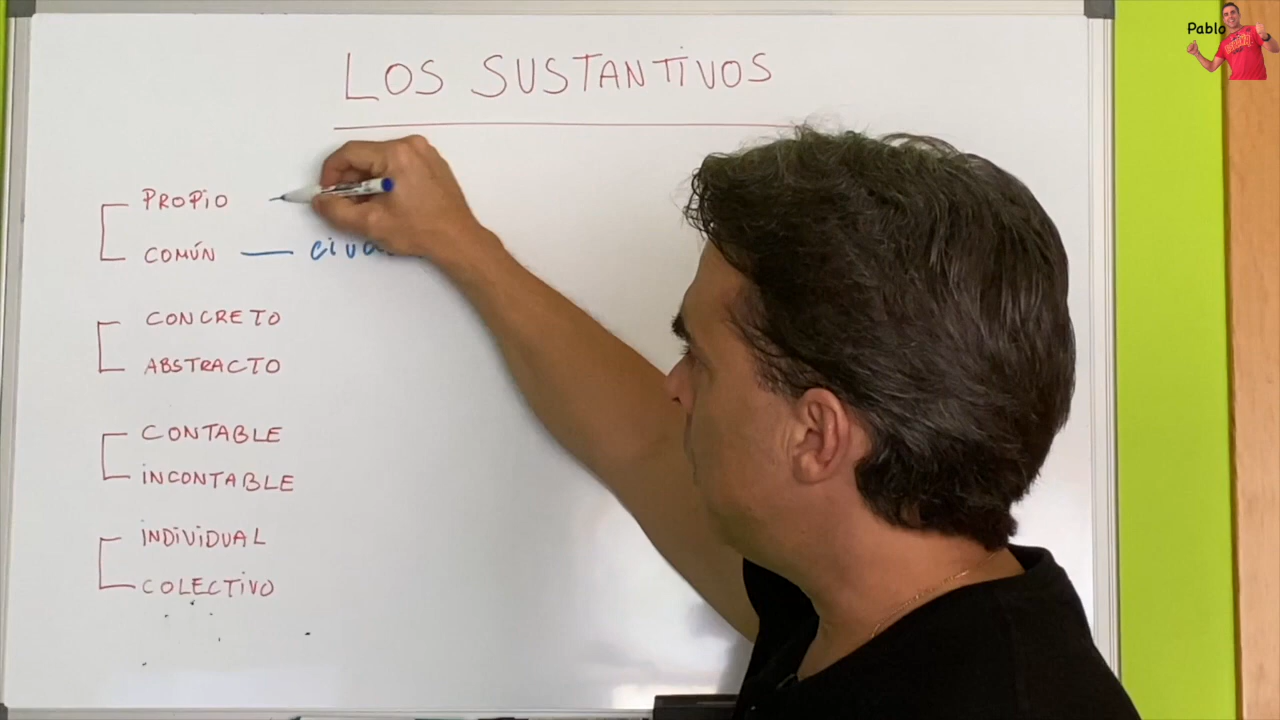 Pablo
LOS SUSTANTIVOS
PROPIO
COMÚN
CONCRETO
ABSTRACTO
CONTABLE
INCONTABLE
INDIVIDUAL
COLECTIVO